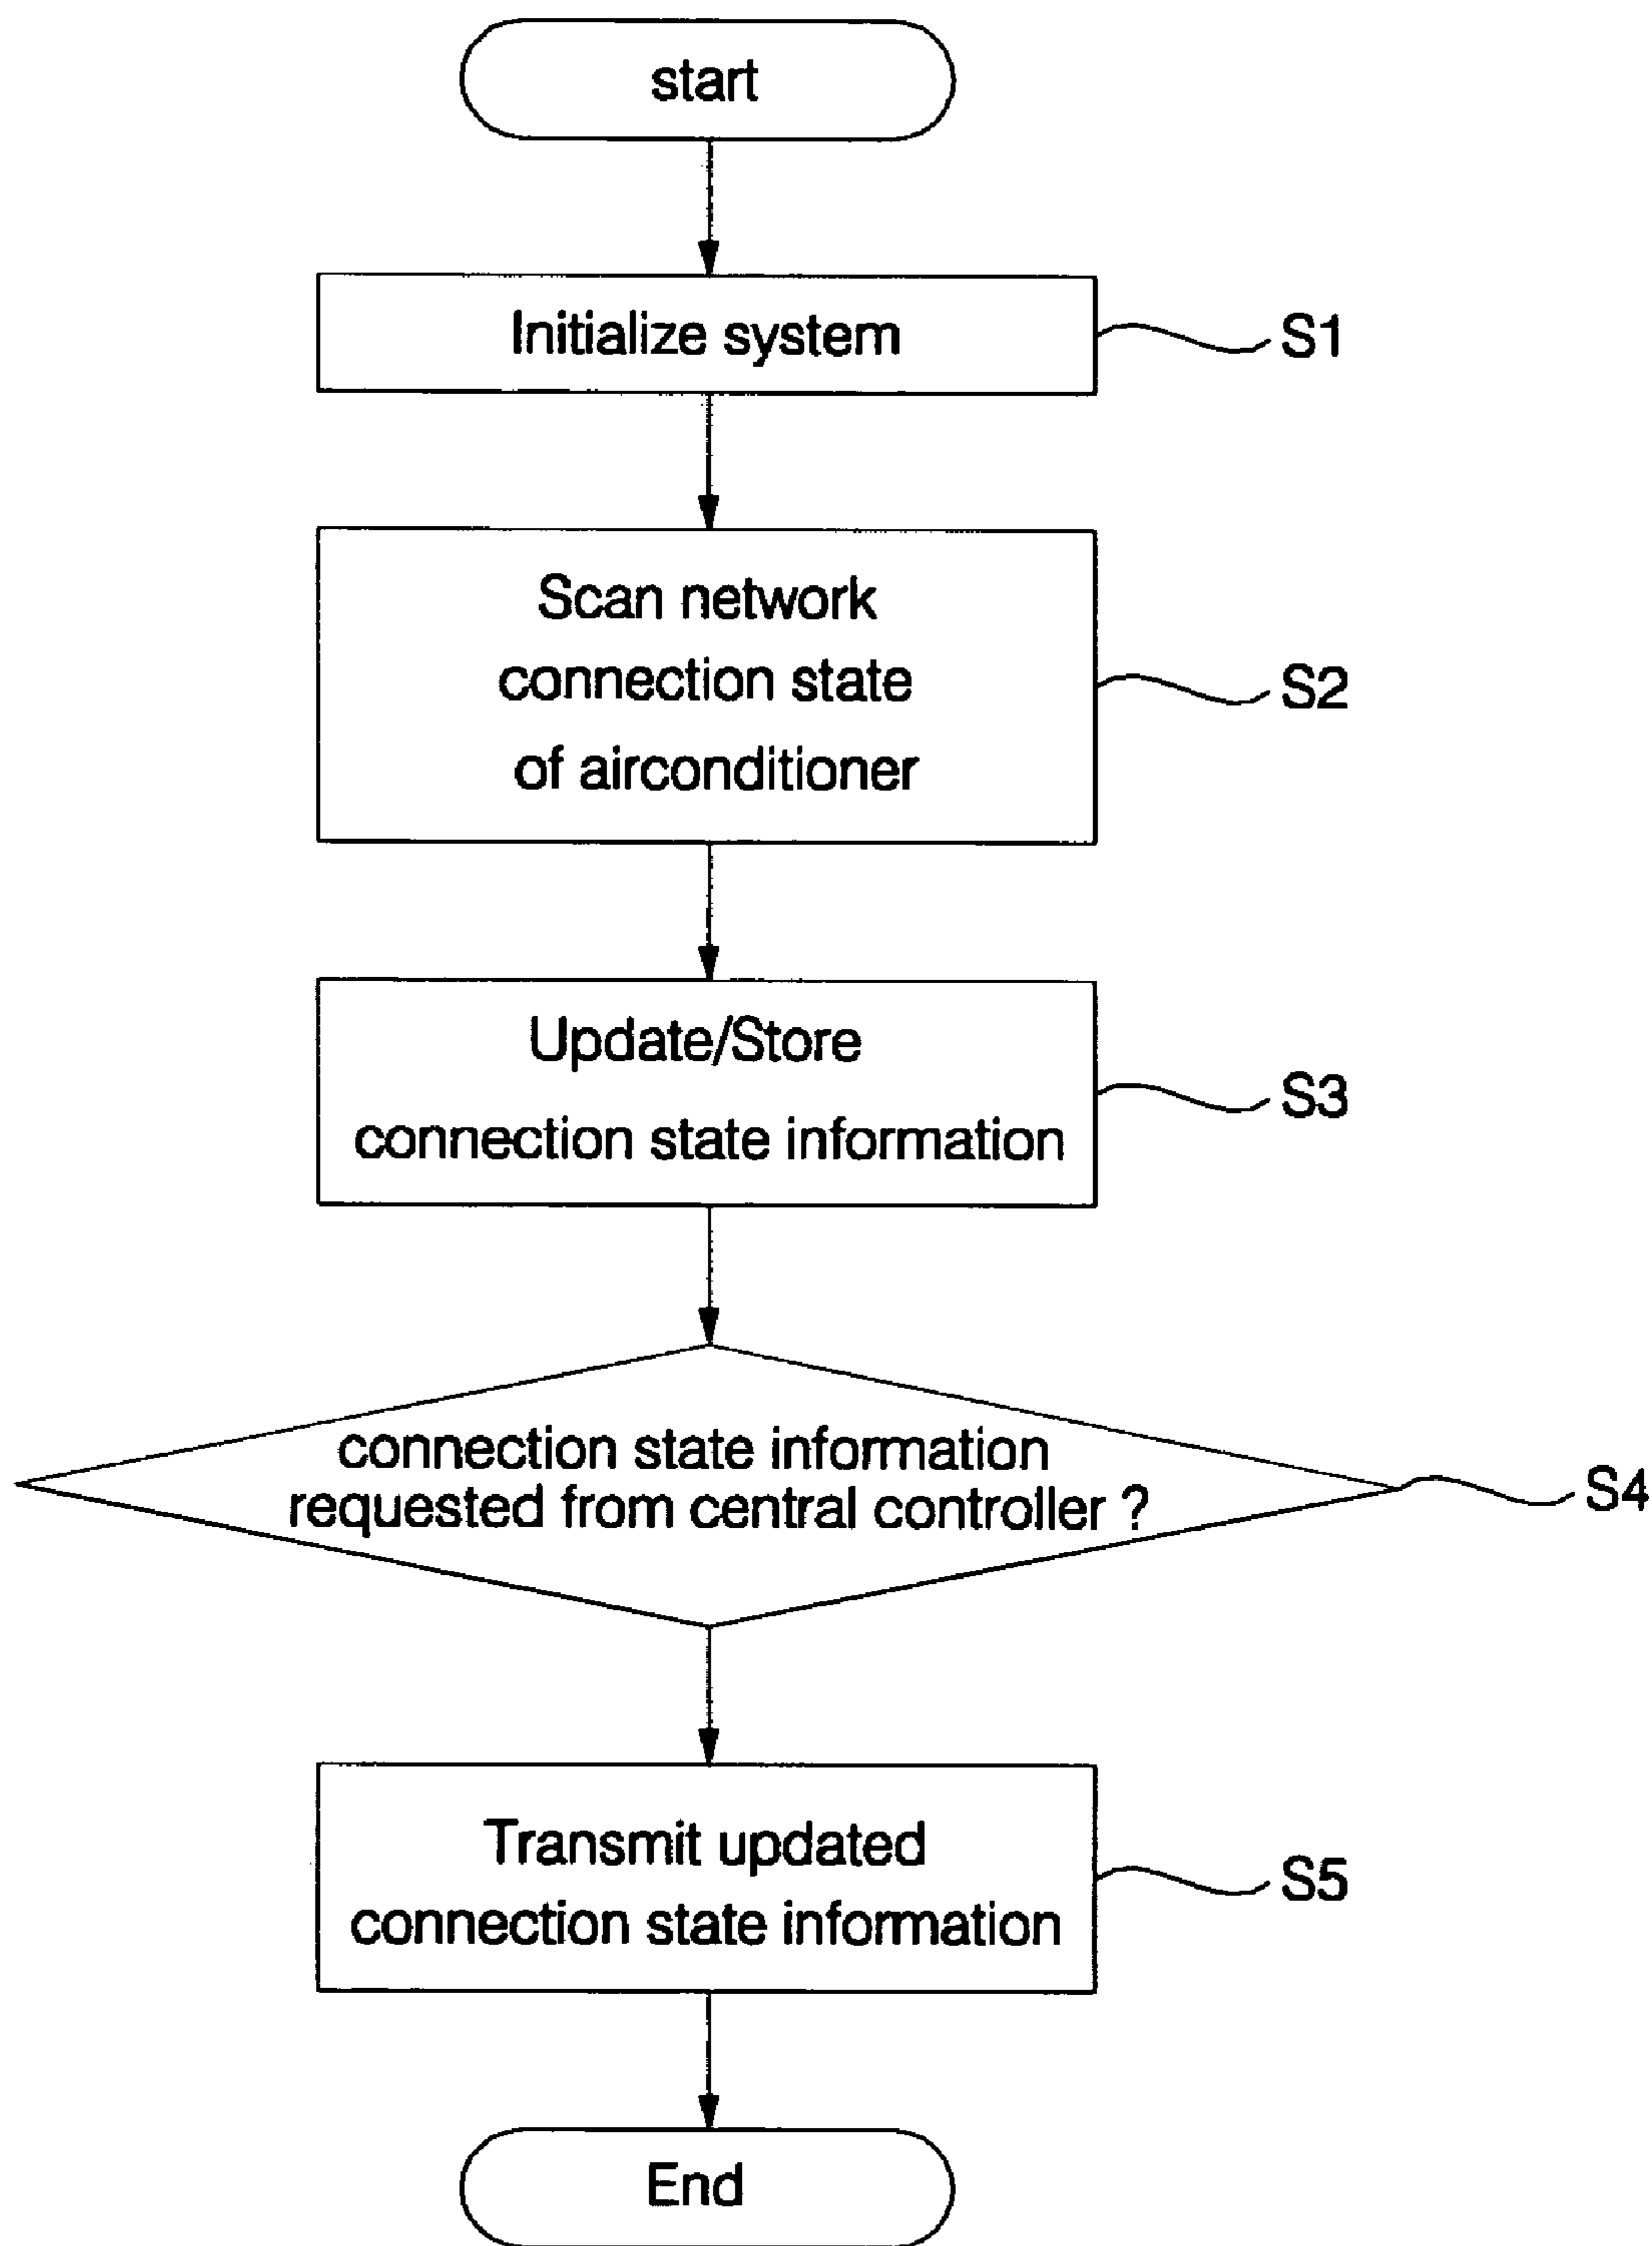 start
Initialize system
S1
Scan network
connection state
of airconditioner
S2
Update/Store
connection state information
S3
connection state information
requested from central controller ?
S4
Transmit updated
connection state information
S5
End